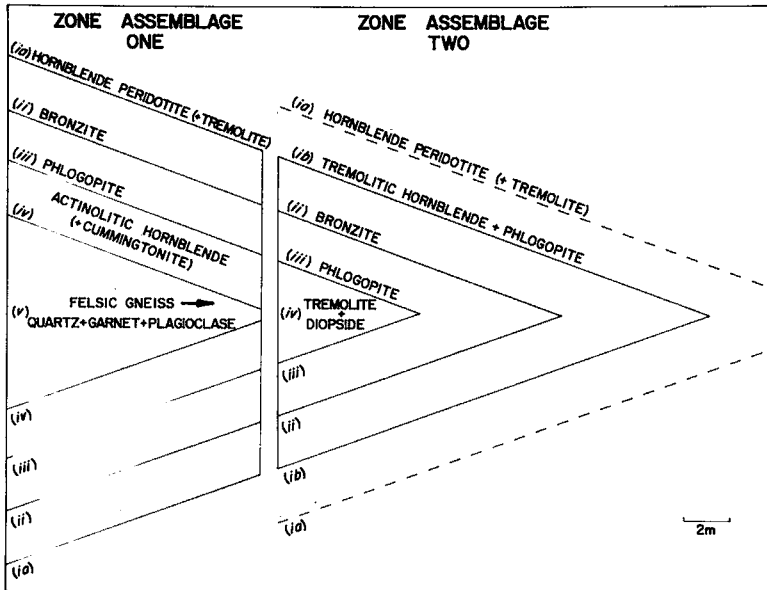 ZONE ASSEMBLAGE
ONE
(ia) HORNBLENDE PERIDOTITE (+TREMOLITE)
(ii) BRONZITE
(iii) PHLOGOPITE
(iv) ACTINOLITIC HORNBLENDE
(+CUMMINGTONITE)
(v) FELSIC GNEISS
QUARTZ+GARNET+PLAGIOCLASE
(iv)
(iii)
(ii)
(ia)
ZONE ASSEMBLAGE
TWO
(ia) HORNBLENDE PERIDOTITE (+ TREMOLITE)
(ib) TREMOLITIC HORNBLENDE + PHLOGOPITE
(ii) BRONZITE
(iii) PHLOGOPITE
(iv) TREMOLITE
+
DIOPSIDE
(iii)
(ii)
(ib)
(ia)
2m